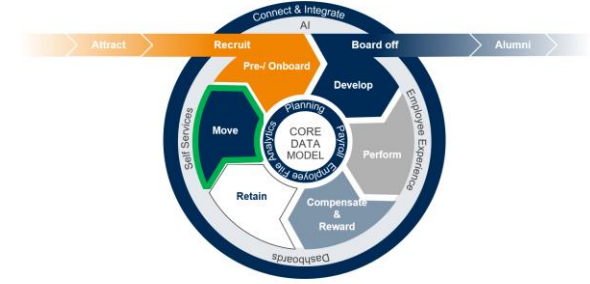 Connect & Integrate
AI
Attract
Recruit
Board off
Alumni
Pre-/ Onboard
Develop
Self Services
Employee Experience
Move
Planning
Payroll
Employee File
Analytics
CORE
DATA
MODEL
Perform
Retain
Compensate
&
Reward
Dashboards